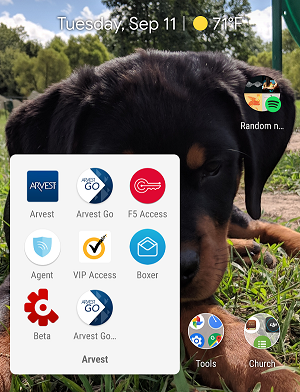 Tuesday, Sep 11 | 71°F
Random n...
ARVEST
ARVEST
GO
Arvest
Arvest Go
F5 Access
Agent
VIP Access
Boxer
ARVEST
GO
Beta
Arvest Go...
Arvest
Tools
Church